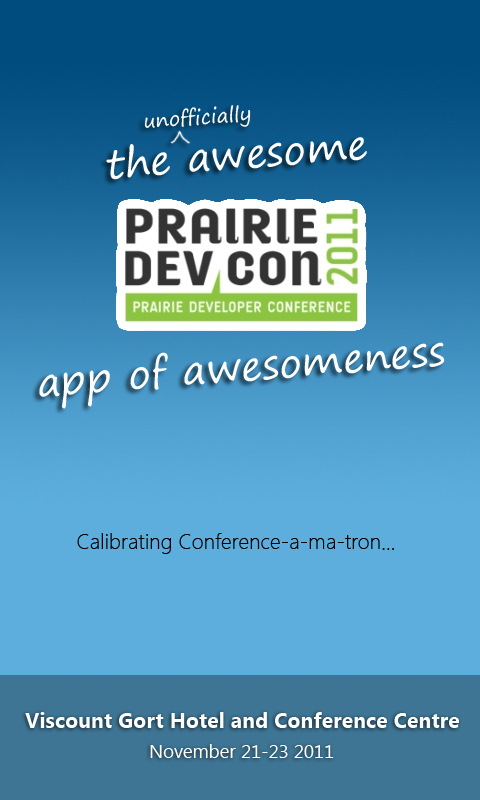 unofficially
the ^ awesome
PRAIRIE
DEV CON
2011
PRAIRIE DEVELOPER CONFERENCE
app of awesomeness
Calibrating Conference-a-ma-tron...
Viscount Gort Hotel and Conference Centre
November 21-23 2011